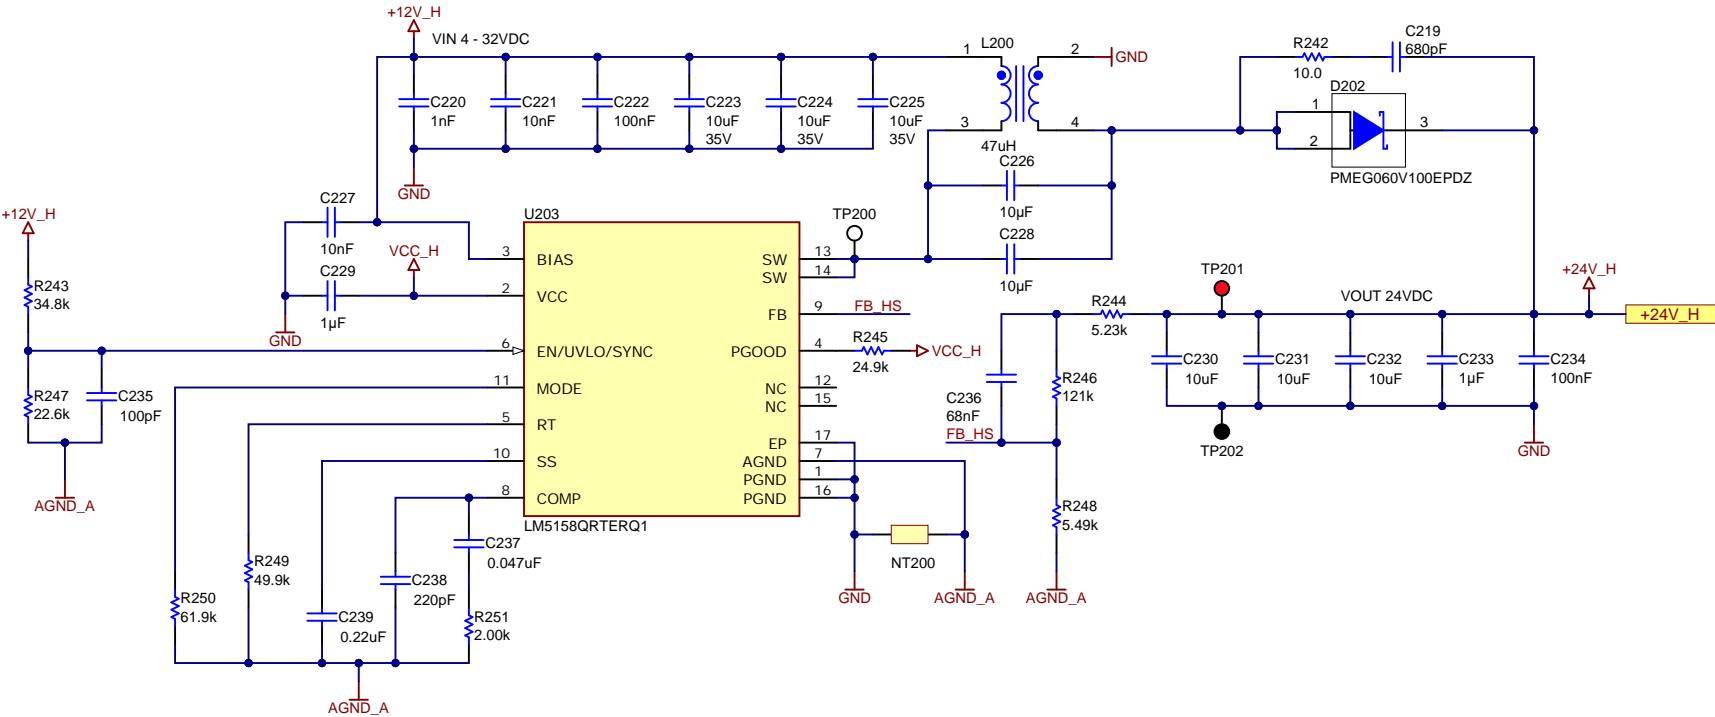 +12V_H
VIN 4 - 32VDC
C220
1nF
C221
10nF
C222
100nF
C223
10uF
35V
C224
10uF
35V
C225
10uF
35V
GND
1
L200
2
GND
3
4
47uH
C226
10µF
C228
10µF
R242
10.0
C219
680pF
D202
1
2
3
PMEG060V100EPDZ
+12V_H
R243
34.8k
R247
22.6k
C235
100pF
AGND_A
C227
10nF
C229
1µF
GND
VCC_H
U203
3
BIAS
2
VCC
6
EN/UVLO/SYNC
11
MODE
5
RT
10
SS
8
COMP
SW
13
SW
14
FB
9
PGOOD
4
NC
12
NC
15
EP
17
AGND
7
PGND
1
PGND
16
LM5158QRTERQ1
TP200
FB_HS
R245
24.9k
VCC_H
NT200
GND
AGND_A
R250
61.9k
R249
49.9k
C239
0.22uF
C238
220pF
C237
0.047uF
R251
2.00k
AGND_A
R244
5.23k
C236
68nF
FB_HS
R246
121k
R248
5.49k
AGND_A
TP201
VOUT 24VDC
+24V_H
+24V_H
C230
10uF
C231
10uF
C232
10uF
C233
1µF
C234
100nF
TP202
GND